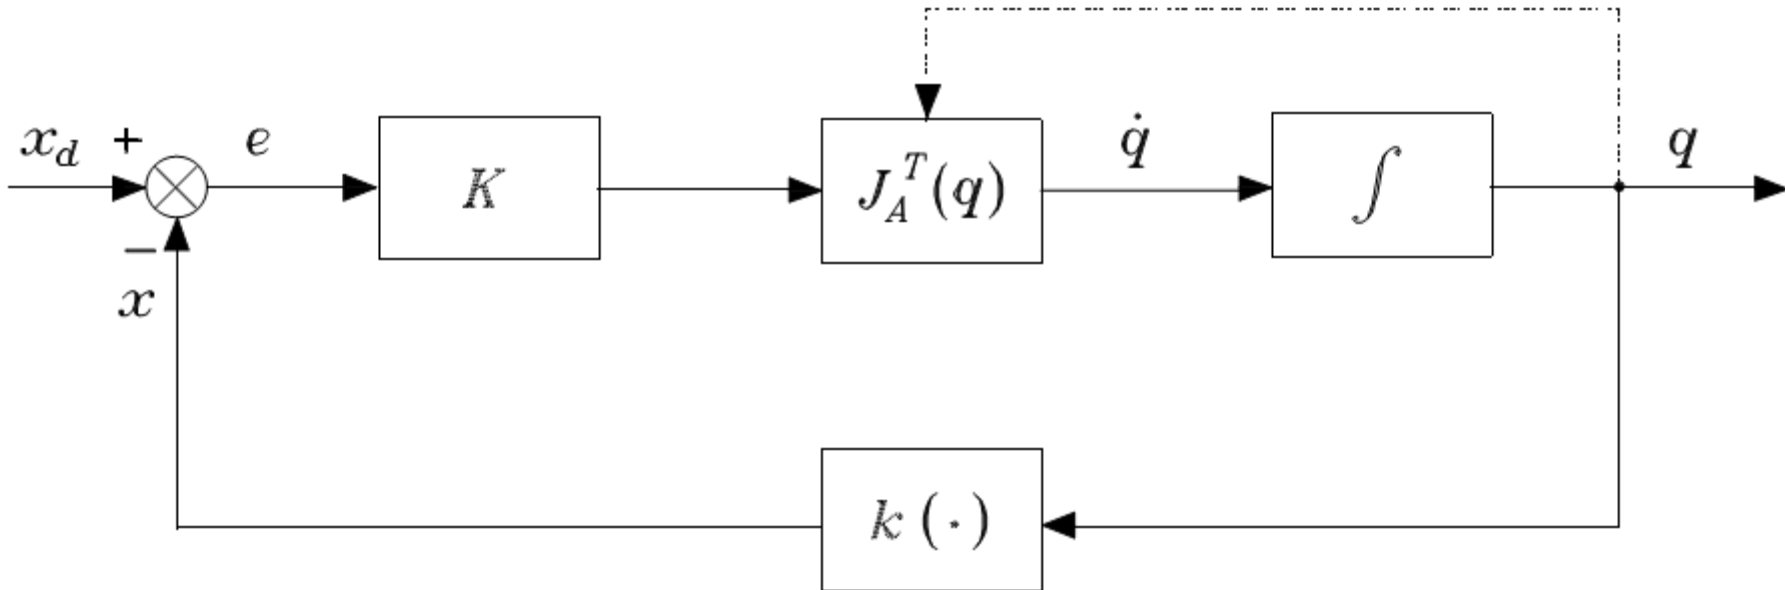 x_d + e K J_A^T(q) q̇ ∫ q
−
x
k (·)